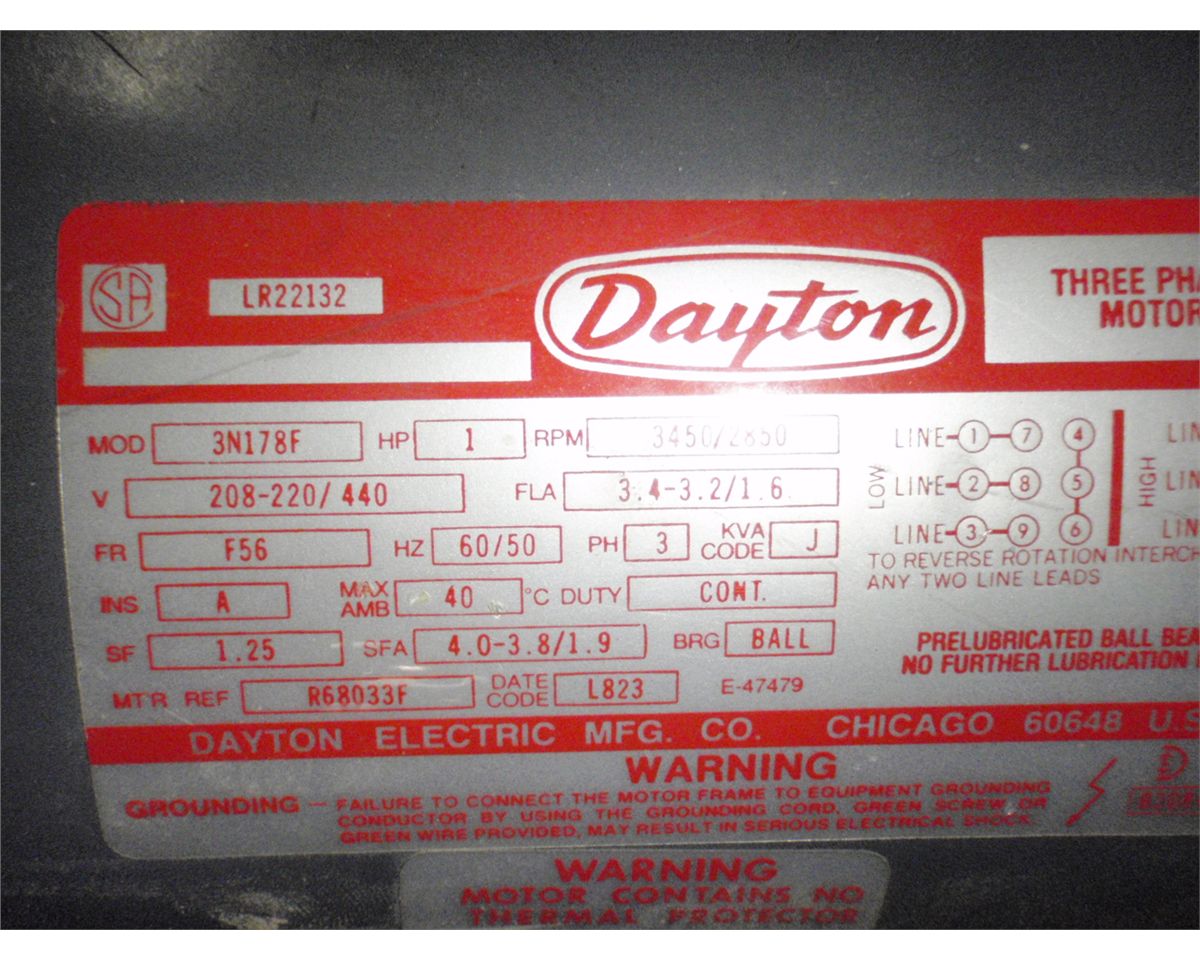 SA
LR22132
Dayton
THREE PHA
MOTOR
MOD 3N178F HP 1 RPM 3450/2850
V 208-220/440 FLA 3.4-3.2/1.6
FR F56 HZ 60/50 PH 3 KVA CODE J
INS A MAX AMB 40 °C DUTY CONT.
SF 1.25 SFA 4.0-3.8/1.9 BRG BALL
MT'R REF R68033F DATE CODE L823 E-47479
LOW
LINE-1-7 4
LINE-2-8 5
LINE-3-9 6
HIGH
LIN
LIN
LIN
TO REVERSE ROTATION INTERCH
ANY TWO LINE LEADS
PRELUBRICATED BALL BEA
NO FURTHER LUBRICATION
DAYTON ELECTRIC MFG. CO. CHICAGO 60648 U.S
WARNING
GROUNDING — FAILURE TO CONNECT THE MOTOR FRAME TO EQUIPMENT GROUNDING
CONDUCTOR BY USING THE GROUNDING CORD, GREEN SCREW, OR
GREEN WIRE PROVIDED, MAY RESULT IN SERIOUS ELECTRICAL SHOCK.
WARNING
MOTOR CONTAINS NO
THERMAL PROTECTOR